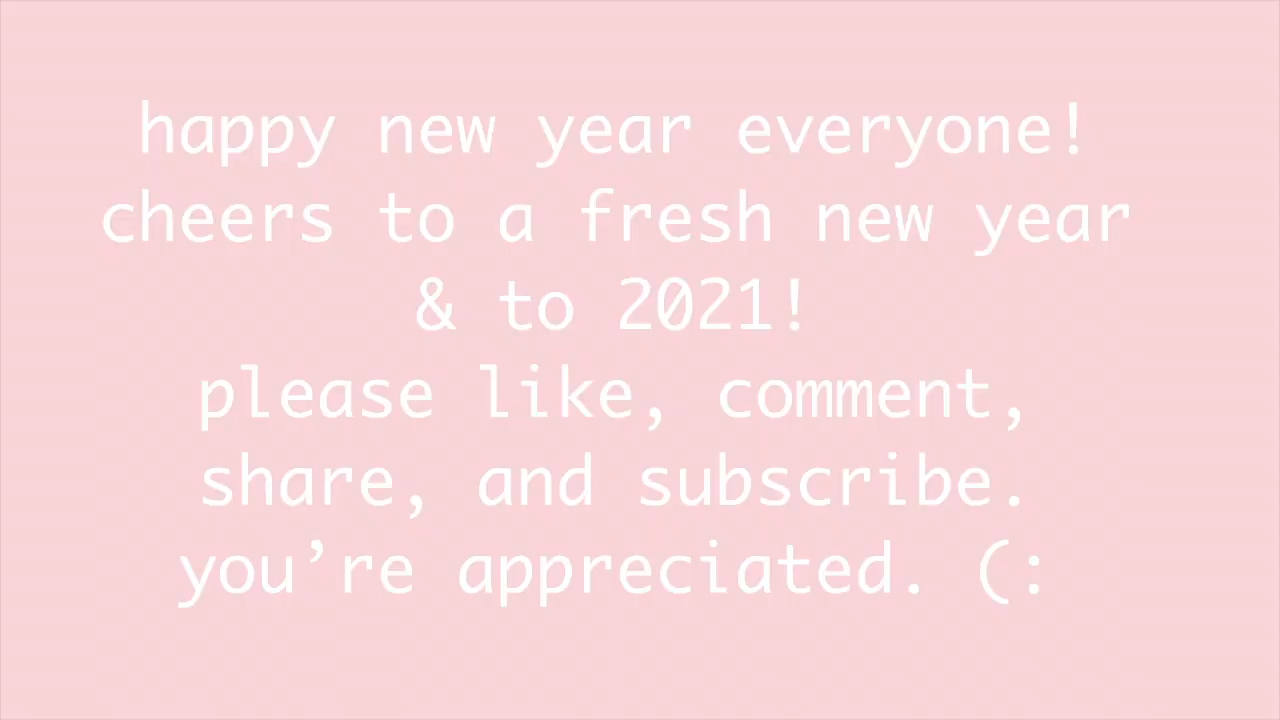 happy new year everyone!
cheers to a fresh new year
& to 2021!
please like, comment,
share, and subscribe.
you’re appreciated. (: